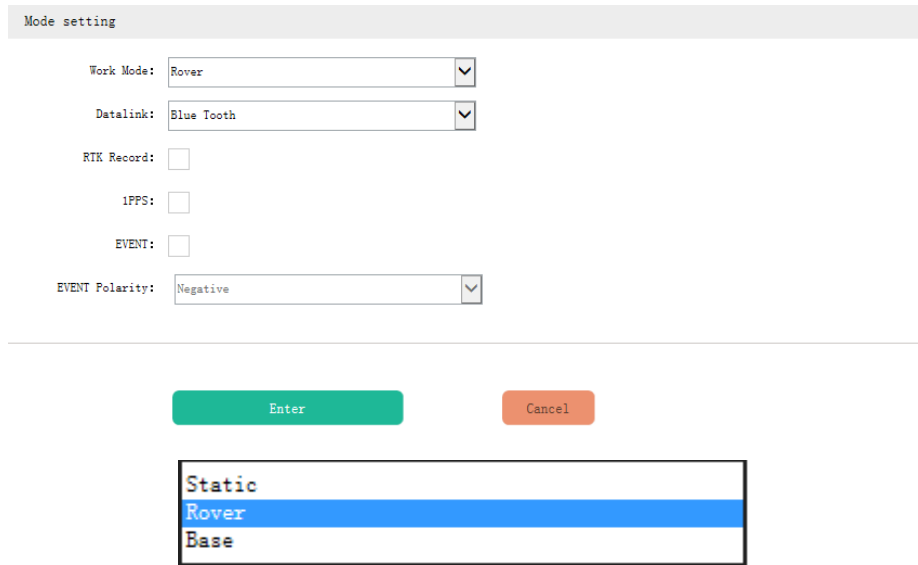 Mode setting
Work Mode: Rover
Datalink: Blue Tooth
RTK Record:
1PPS:
EVENT:
EVENT Polarity: Negative
Enter Cancel
Static
Rover
Base